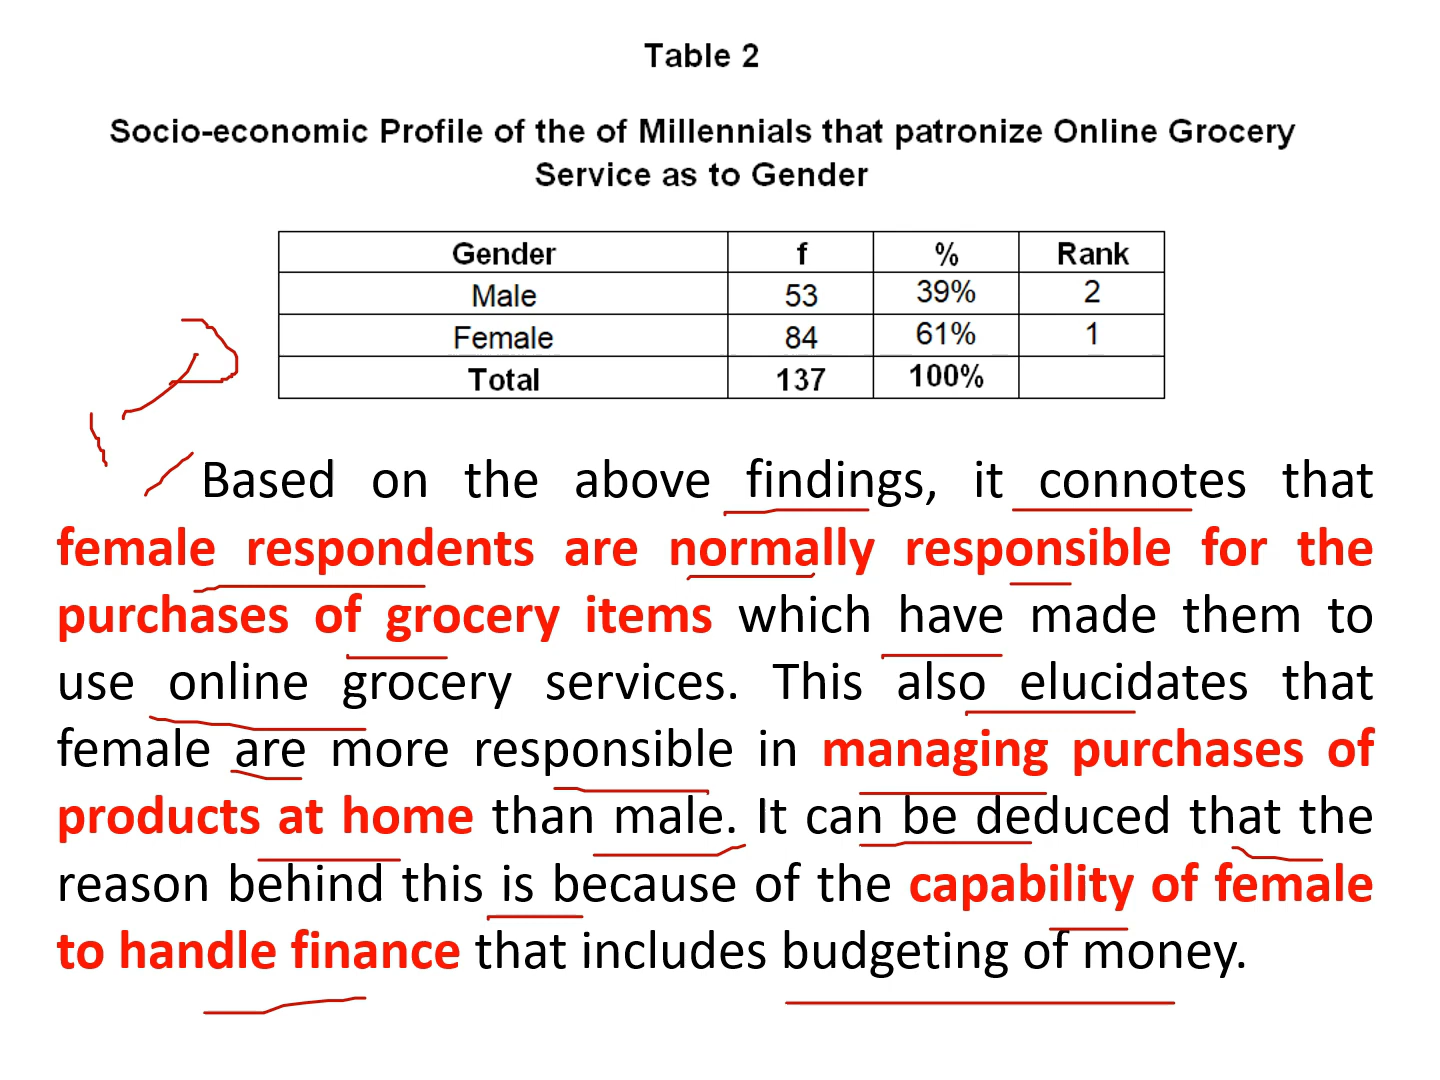 Table 2
Socio-economic Profile of the of Millennials that patronize Online Grocery
Service as to Gender
Gender f % Rank
Male 53 39% 2
Female 84 61% 1
Total 137 100%
Based on the above findings, it connotes that
female respondents are normally responsible for the
purchases of grocery items which have made them to
use online grocery services. This also elucidates that
female are more responsible in managing purchases of
products at home than male. It can be deduced that the
reason behind this is because of the capability of female
to handle finance that includes budgeting of money.